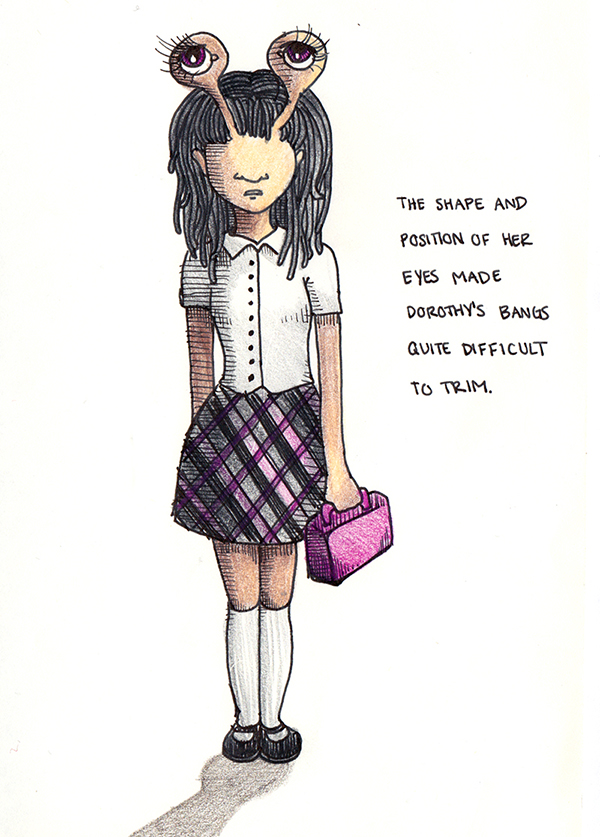 THE SHAPE AND
POSITION OF HER
EYES MADE
DOROTHY'S BANGS
QUITE DIFFICULT
TO TRIM.